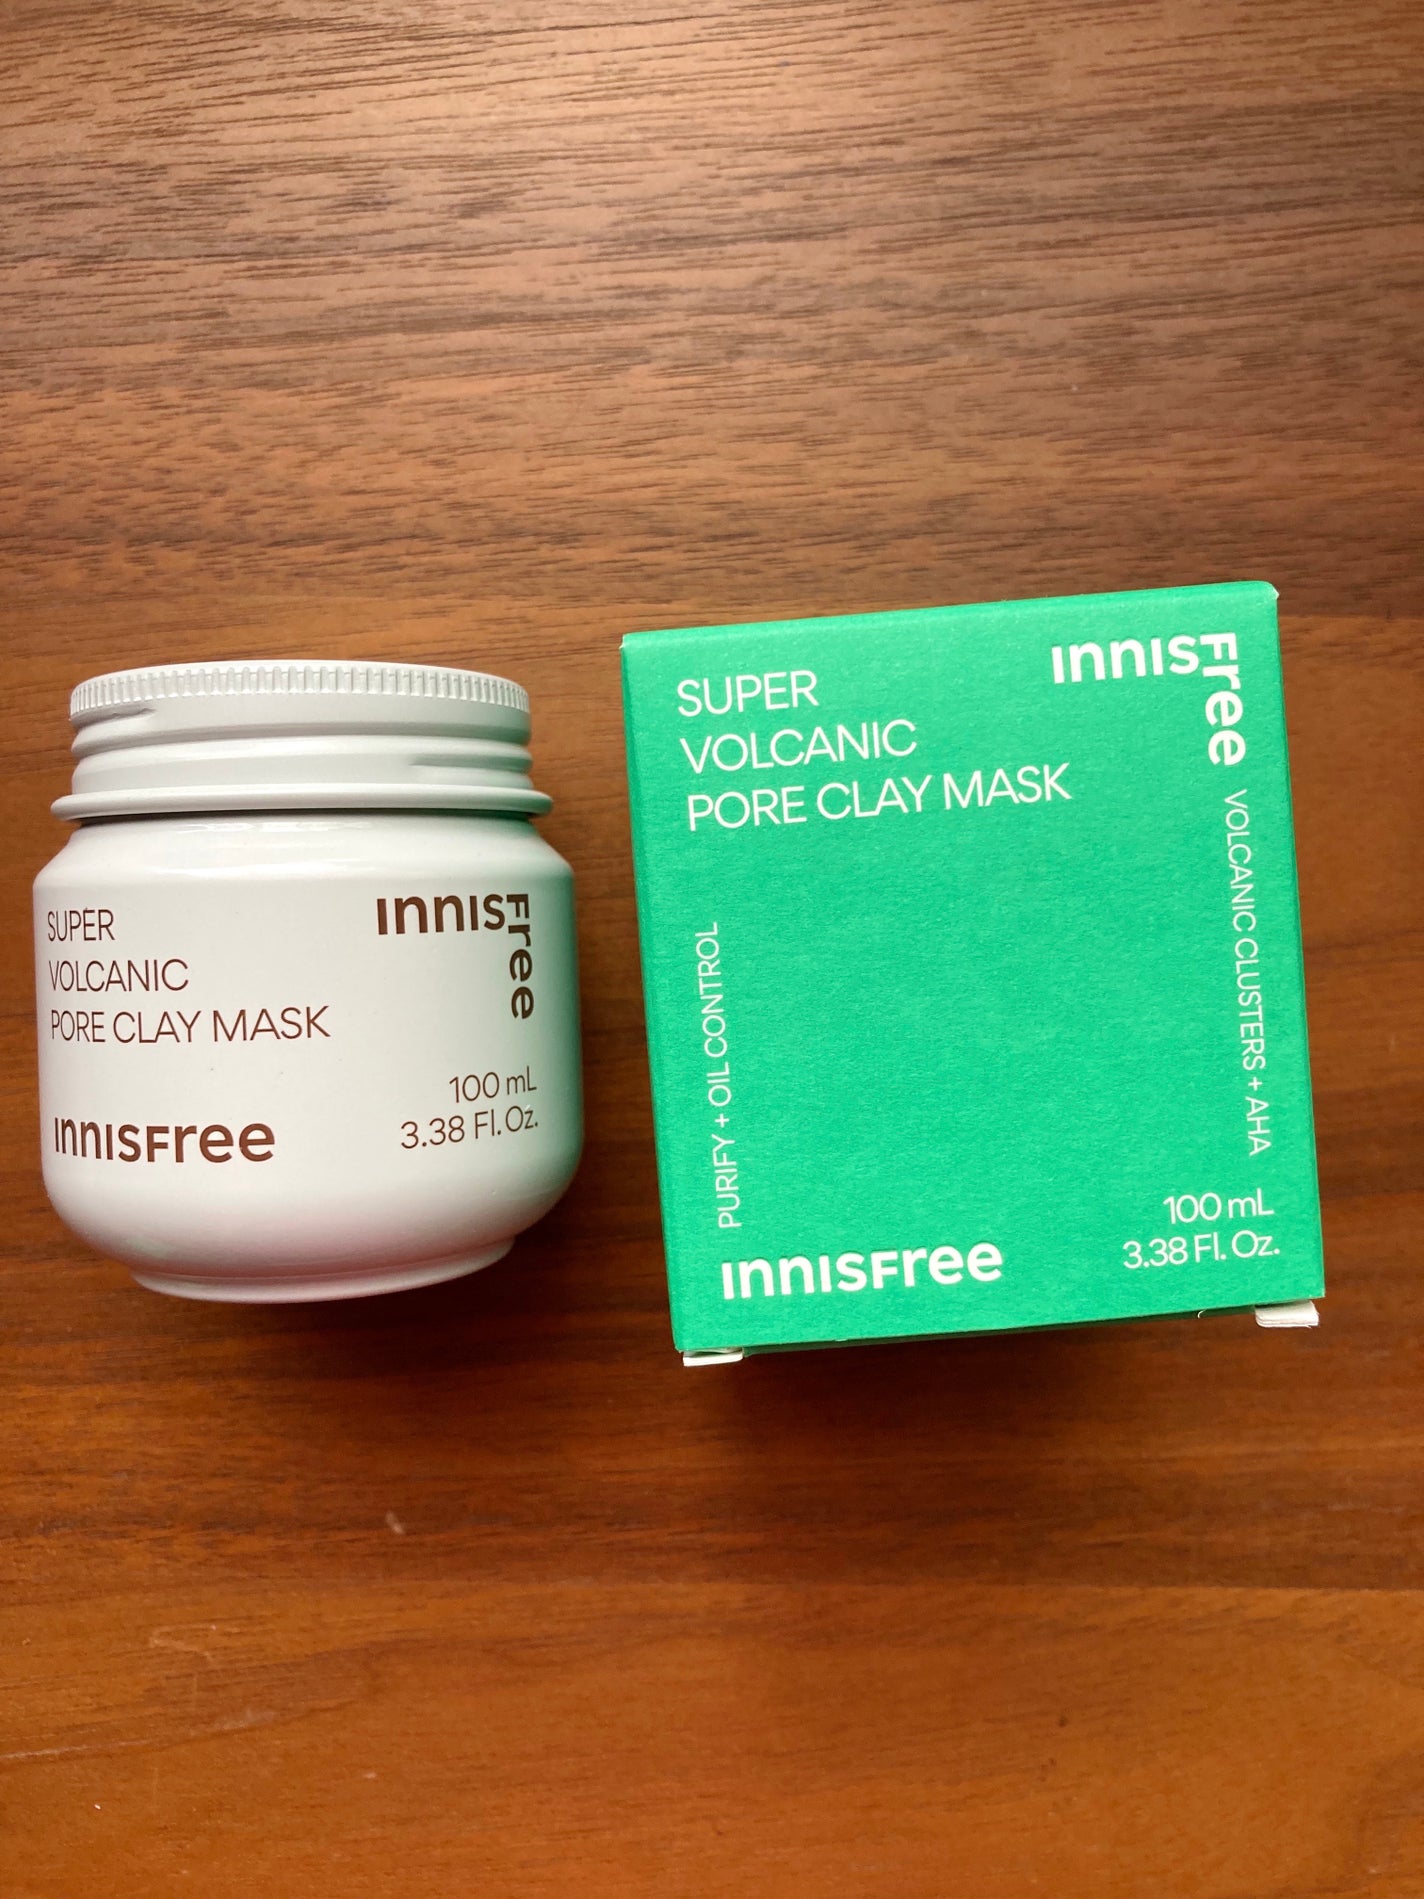 SUPER
VOLCANIC
PORE CLAY MASK
INNISFree
100 mL
3.38 Fl. Oz.
INNISFree
SUPER
VOLCANIC
PORE CLAY MASK
INNISFree
VOLCANIC CLUSTERS + AHA
PURIFY + OIL CONTROL
100 mL
3.38 Fl. Oz.
INNISFree